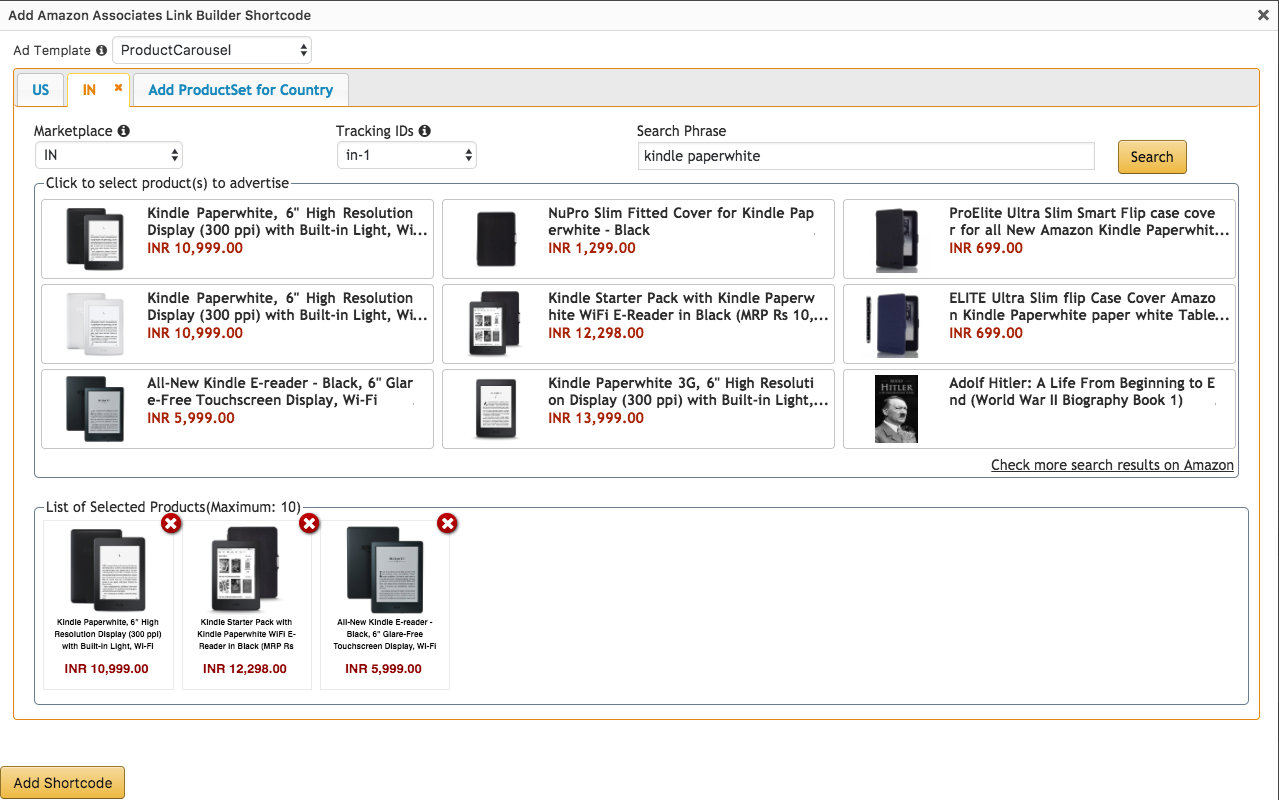 Add Amazon Associates Link Builder Shortcode
Ad Template ProductCarousel
US IN Add ProductSet for Country
Marketplace Tracking IDs Search Phrase
IN in-1 kindle paperwhite Search
Click to select product(s) to advertise
Kindle Paperwhite, 6" High Resolution
Display (300 ppi) with Built-in Light, Wi...
INR 10,999.00
NuPro Slim Fitted Cover for Kindle Pap
erwhite - Black
INR 1,299.00
ProElite Ultra Slim Smart Flip case cove
r for all New Amazon Kindle Paperwhit...
INR 699.00
Kindle Paperwhite, 6" High Resolution
Display (300 ppi) with Built-in Light, Wi...
INR 10,999.00
Kindle Starter Pack with Kindle Paperw
hite WiFi E-Reader in Black (MRP Rs 10,...
INR 12,298.00
ELITE Ultra Slim flip Case Cover Amazo
n Kindle Paperwhite paper white Table...
INR 699.00
All-New Kindle E-reader - Black, 6" Glar
e-Free Touchscreen Display, Wi-Fi
INR 5,999.00
Kindle Paperwhite 3G, 6" High Resoluti
on Display (300 ppi) with Built-in Light,...
INR 13,999.00
HITLER
Adolf Hitler: A Life From Beginning to E
nd (World War II Biography Book 1)
Check more search results on Amazon
List of Selected Products(Maximum: 10)
Kindle Paperwhite, 6" High
Resolution Display (300 ppi)
with Built-in Light, Wi-Fi
INR 10,999.00
Kindle Starter Pack with
Kindle Paperwhite WiFi E-
Reader in Black (MRP Rs
INR 12,298.00
All-New Kindle E-reader -
Black, 6" Glare-Free
Touchscreen Display, Wi-Fi
INR 5,999.00
Add Shortcode